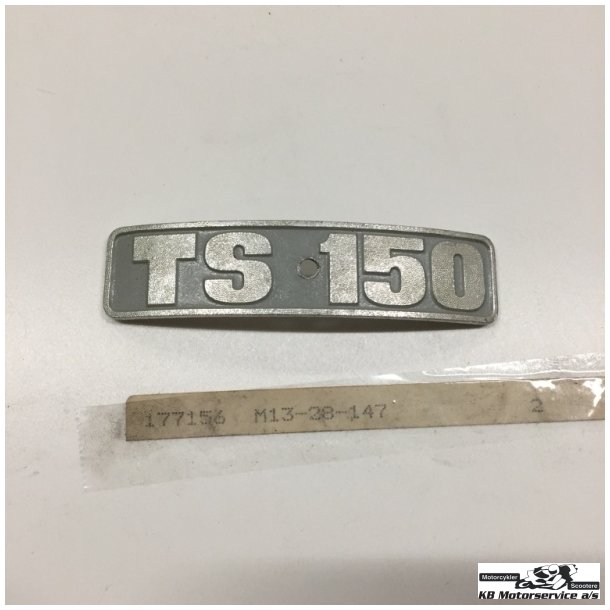 TS 150
177156 M13-28-147 2
Motorcykler Scootere
KB Motorservice a/s